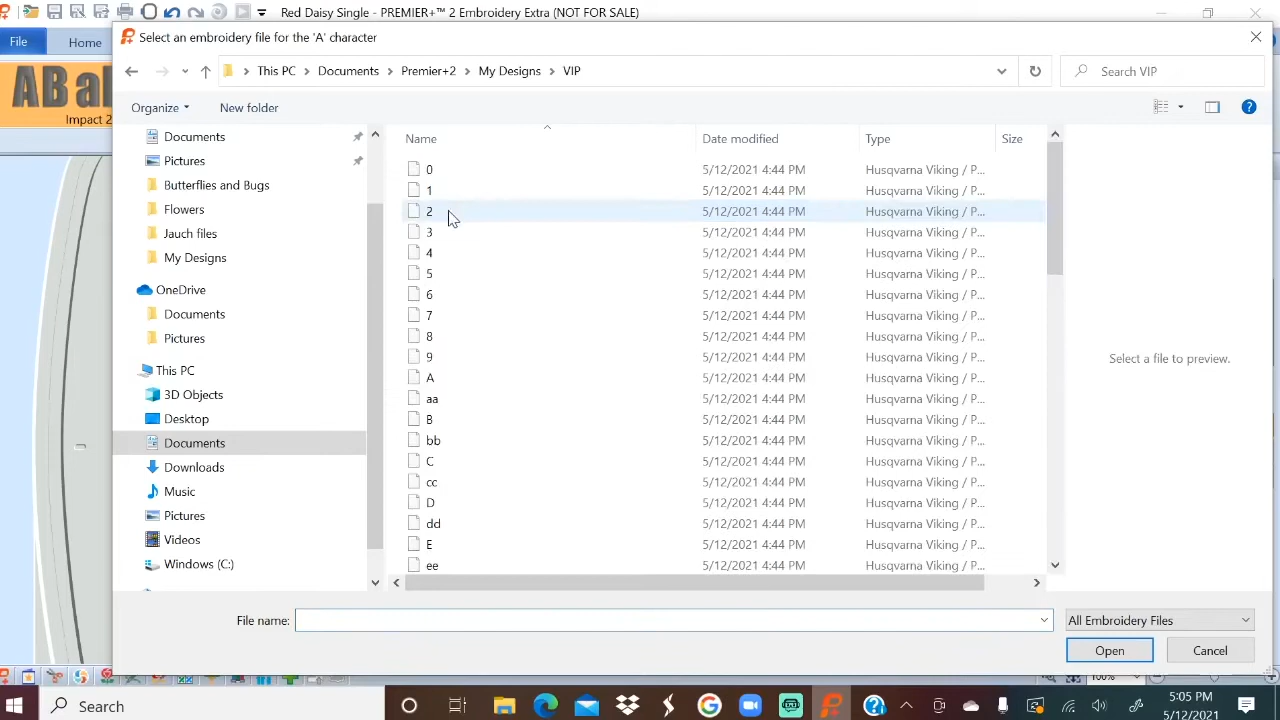 Red Daisy Single - PREMIER+™ 2 Embroidery Extra (NOT FOR SALE)
File
Home
Impact 2
Select an embroidery file for the 'A' character
This PC > Documents > Premier+2 > My Designs > VIP
Search VIP
Organize
New folder
Documents
Pictures
Butterflies and Bugs
Flowers
Jauch files
My Designs
OneDrive
Documents
Pictures
This PC
3D Objects
Desktop
Documents
Downloads
Music
Pictures
Videos
Windows (C:)
Name Date modified Type Size
0 5/12/2021 4:44 PM Husqvarna Viking / P...
1 5/12/2021 4:44 PM Husqvarna Viking / P...
2 5/12/2021 4:44 PM Husqvarna Viking / P...
3 5/12/2021 4:44 PM Husqvarna Viking / P...
4 5/12/2021 4:44 PM Husqvarna Viking / P...
5 5/12/2021 4:44 PM Husqvarna Viking / P...
6 5/12/2021 4:44 PM Husqvarna Viking / P...
7 5/12/2021 4:44 PM Husqvarna Viking / P...
8 5/12/2021 4:44 PM Husqvarna Viking / P...
9 5/12/2021 4:44 PM Husqvarna Viking / P...
A 5/12/2021 4:44 PM Husqvarna Viking / P...
aa 5/12/2021 4:44 PM Husqvarna Viking / P...
B 5/12/2021 4:44 PM Husqvarna Viking / P...
bb 5/12/2021 4:44 PM Husqvarna Viking / P...
C 5/12/2021 4:44 PM Husqvarna Viking / P...
cc 5/12/2021 4:44 PM Husqvarna Viking / P...
D 5/12/2021 4:44 PM Husqvarna Viking / P...
dd 5/12/2021 4:44 PM Husqvarna Viking / P...
E 5/12/2021 4:44 PM Husqvarna Viking / P...
ee 5/12/2021 4:44 PM Husqvarna Viking / P...
Select a file to preview.
File name:
All Embroidery Files
Open
Cancel
100%
Search
5:05 PM
5/12/2021